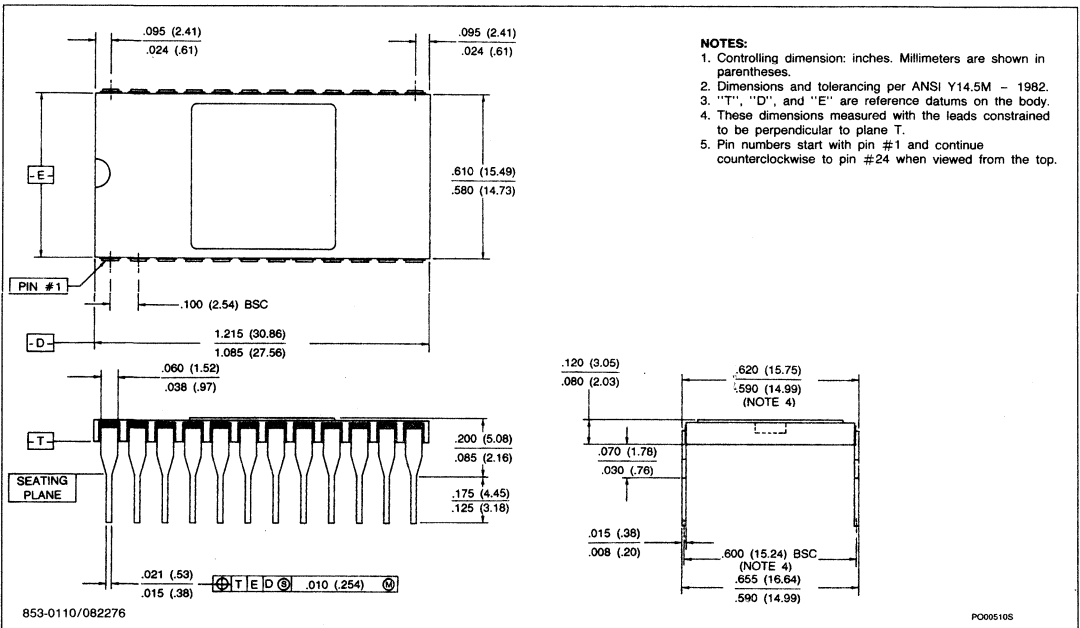 .095 (2.41)
.024 (.61)
.095 (2.41)
.024 (.61)
NOTES:
1. Controlling dimension: inches. Millimeters are shown in
parentheses.
2. Dimensions and tolerancing per ANSI Y14.5M – 1982.
3. "T", "D", and "E" are reference datums on the body.
4. These dimensions measured with the leads constrained
to be perpendicular to plane T.
5. Pin numbers start with pin #1 and continue
counterclockwise to pin #24 when viewed from the top.
-E-
.610 (15.49)
.580 (14.73)
PIN #1
.100 (2.54) BSC
-D-
1.215 (30.86)
1.085 (27.56)
.060 (1.52)
.038 (.97)
-T-
SEATING
PLANE
.200 (5.08)
.085 (2.16)
.175 (4.45)
.125 (3.18)
.021 (.53)
.015 (.38)
⌖ T E D Ⓢ .010 (.254) Ⓜ
.120 (3.05)
.080 (2.03)
.620 (15.75)
.590 (14.99)
(NOTE 4)
.070 (1.78)
.030 (.76)
.015 (.38)
.008 (.20)
.600 (15.24) BSC
(NOTE 4)
.655 (16.64)
.590 (14.99)
853-0110/082276
PO00510S